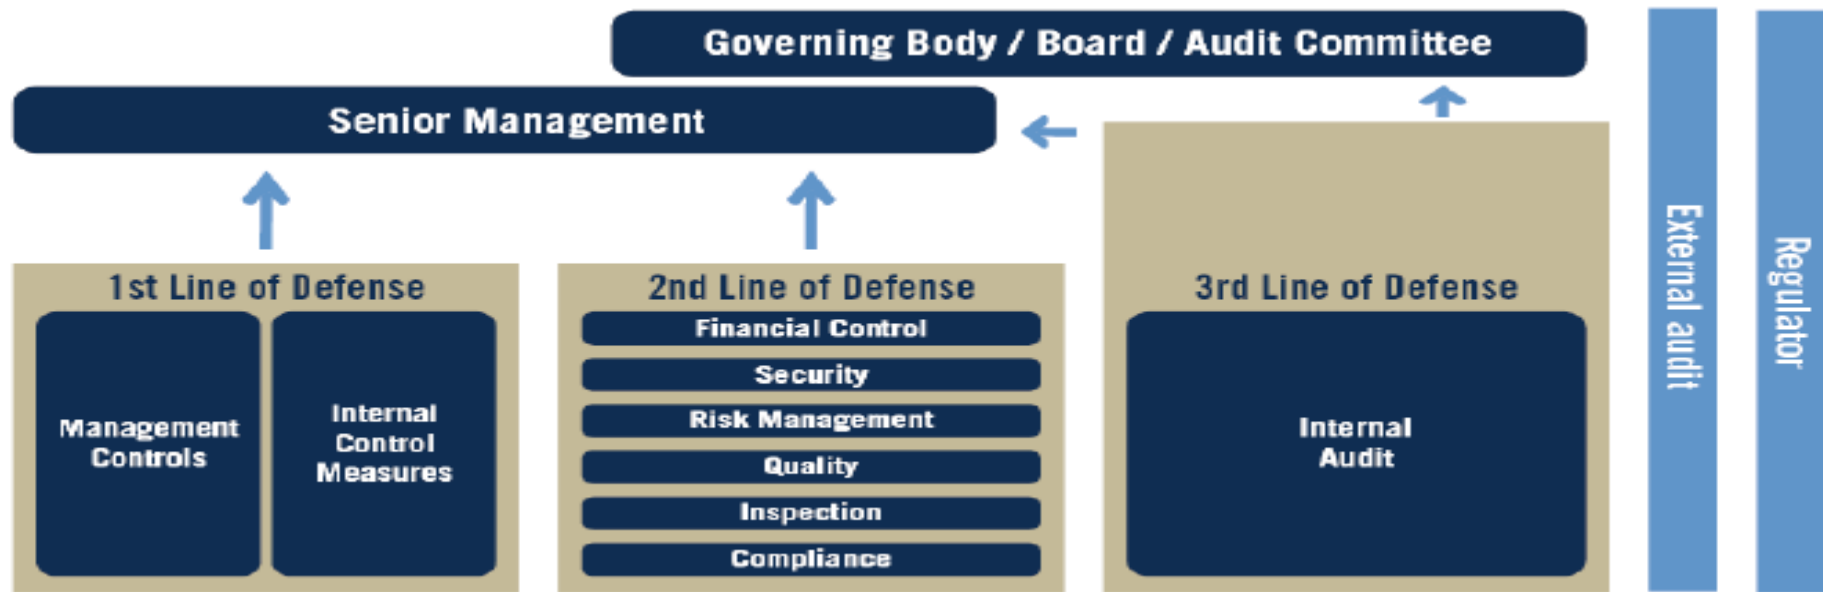 Governing Body / Board / Audit Committee
Senior Management
1st Line of Defense
Management
Controls
Internal
Control
Measures
2nd Line of Defense
Financial Control
Security
Risk Management
Quality
Inspection
Compliance
3rd Line of Defense
Internal
Audit
External audit
Regulator